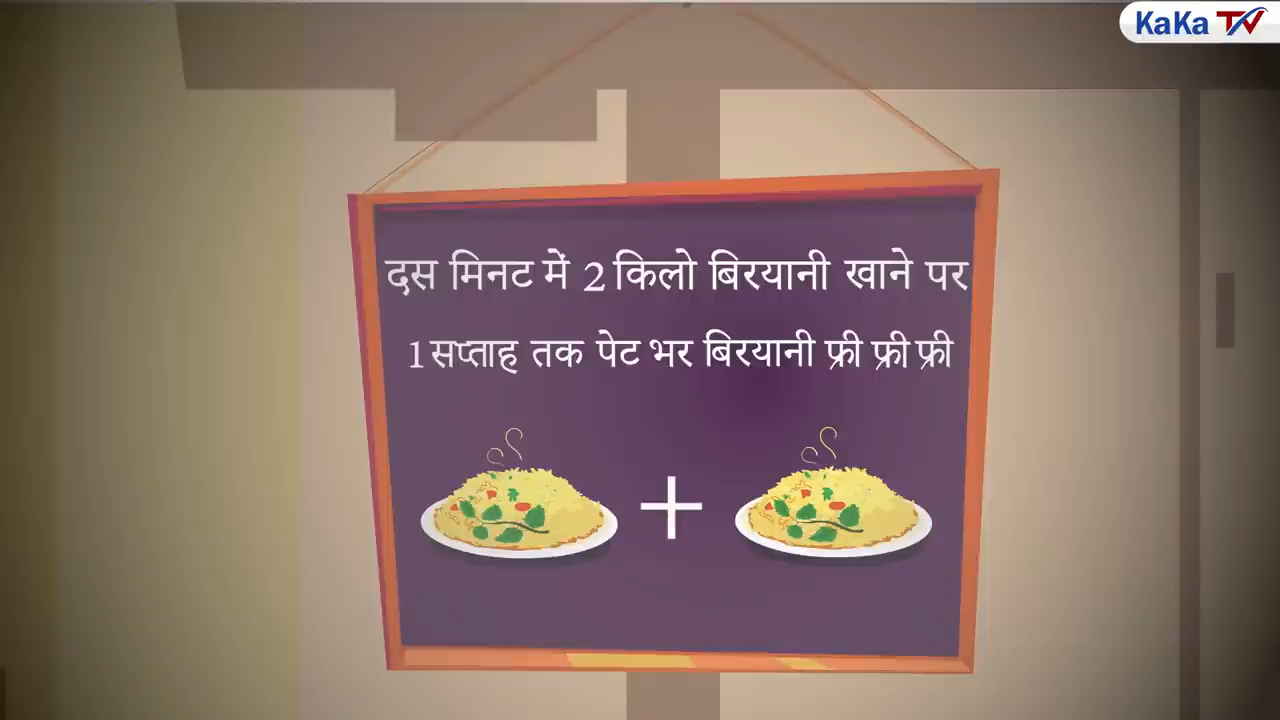 KaKa TV
दस मिनट में 2 किलो बिरयानी खाने पर
1 सप्ताह तक पेट भर बिरयानी फ्री फ्री फ्री